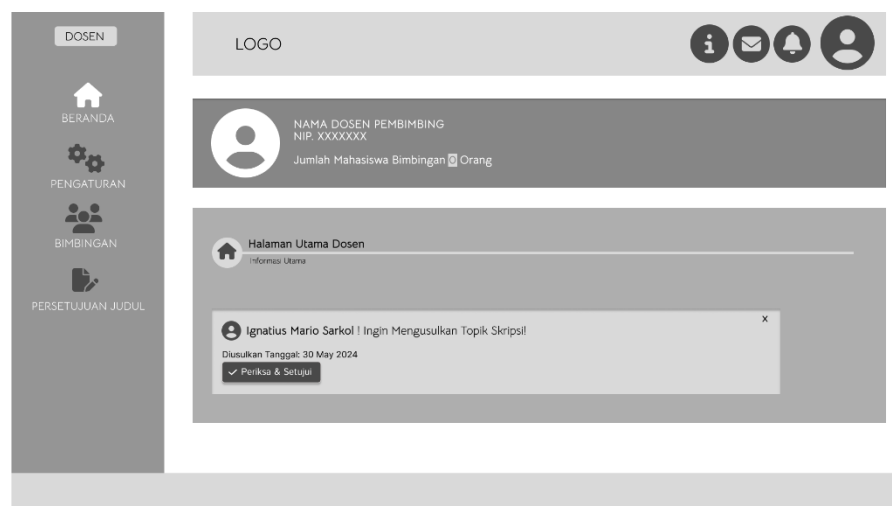 DOSEN
BERANDA
PENGATURAN
BIMBINGAN
PERSETUJUAN JUDUL
LOGO
NAMA DOSEN PEMBIMBING
NIP. XXXXXXX
Jumlah Mahasiswa Bimbingan 0 Orang
Halaman Utama Dosen
Informasi Utama
x
Ignatius Mario Sarkol ! Ingin Mengusulkan Topik Skripsi!
Diusulkan Tanggal: 30 May 2024
Periksa & Setujui